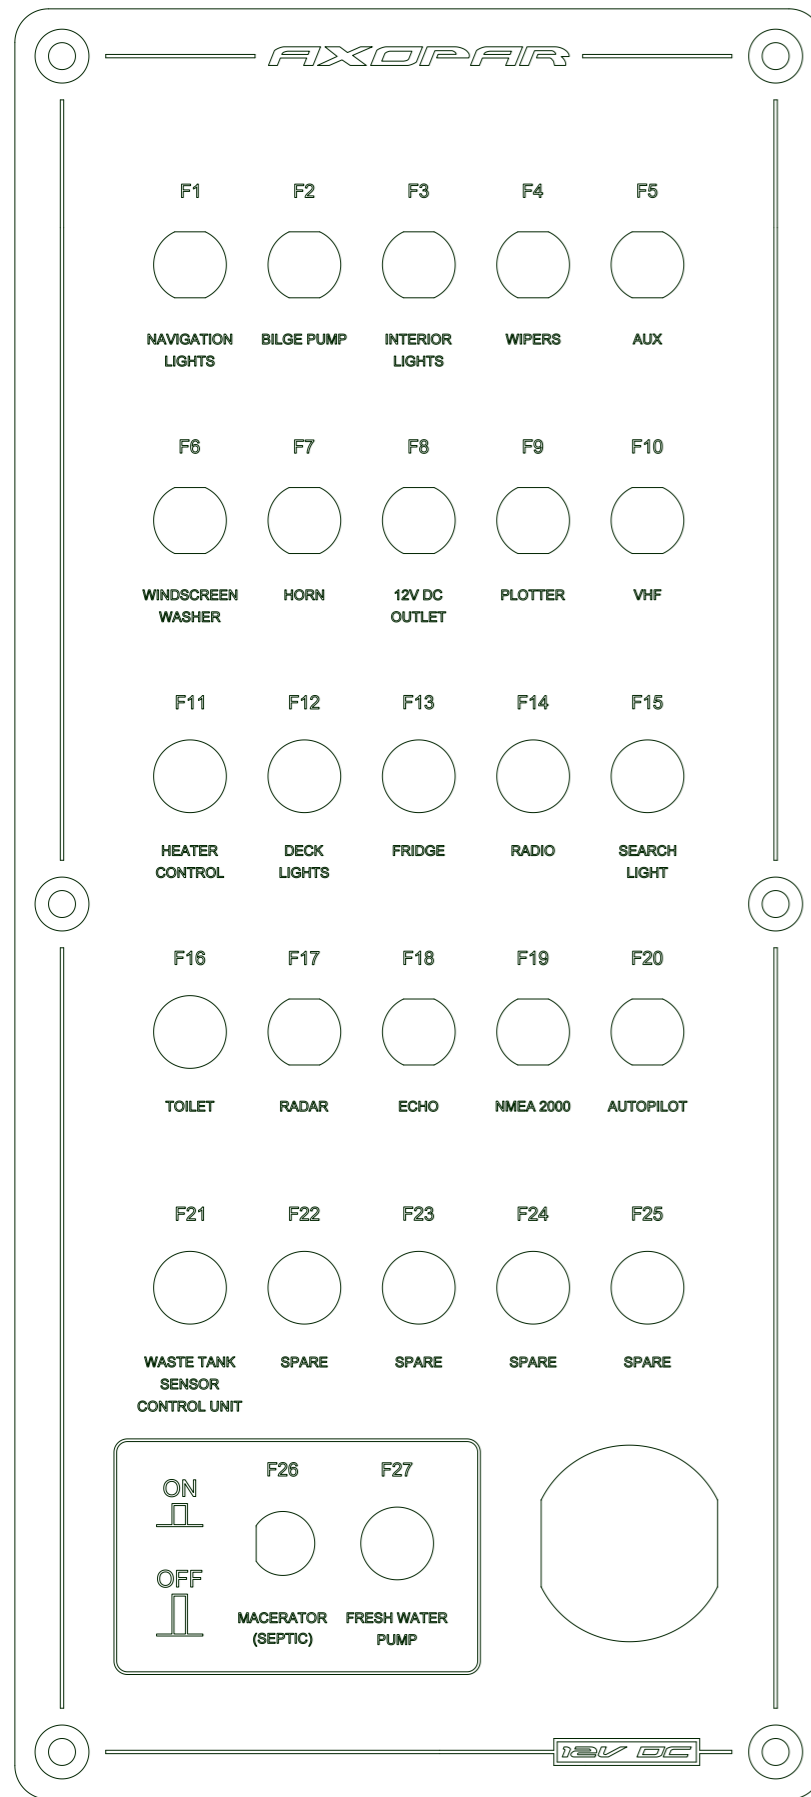 AXOPAR
F1 F2 F3 F4 F5
NAVIGATION BILGE PUMP INTERIOR WIPERS AUX
LIGHTS LIGHTS
F6 F7 F8 F9 F10
WINDSCREEN HORN 12V DC PLOTTER VHF
WASHER OUTLET
F11 F12 F13 F14 F15
HEATER DECK FRIDGE RADIO SEARCH
CONTROL LIGHTS LIGHT
F16 F17 F18 F19 F20
TOILET RADAR ECHO NMEA 2000 AUTOPILOT
F21 F22 F23 F24 F25
WASTE TANK SPARE SPARE SPARE SPARE
SENSOR
CONTROL UNIT
F26 F27
ON
OFF
MACERATOR FRESH WATER
(SEPTIC) PUMP
12V DC